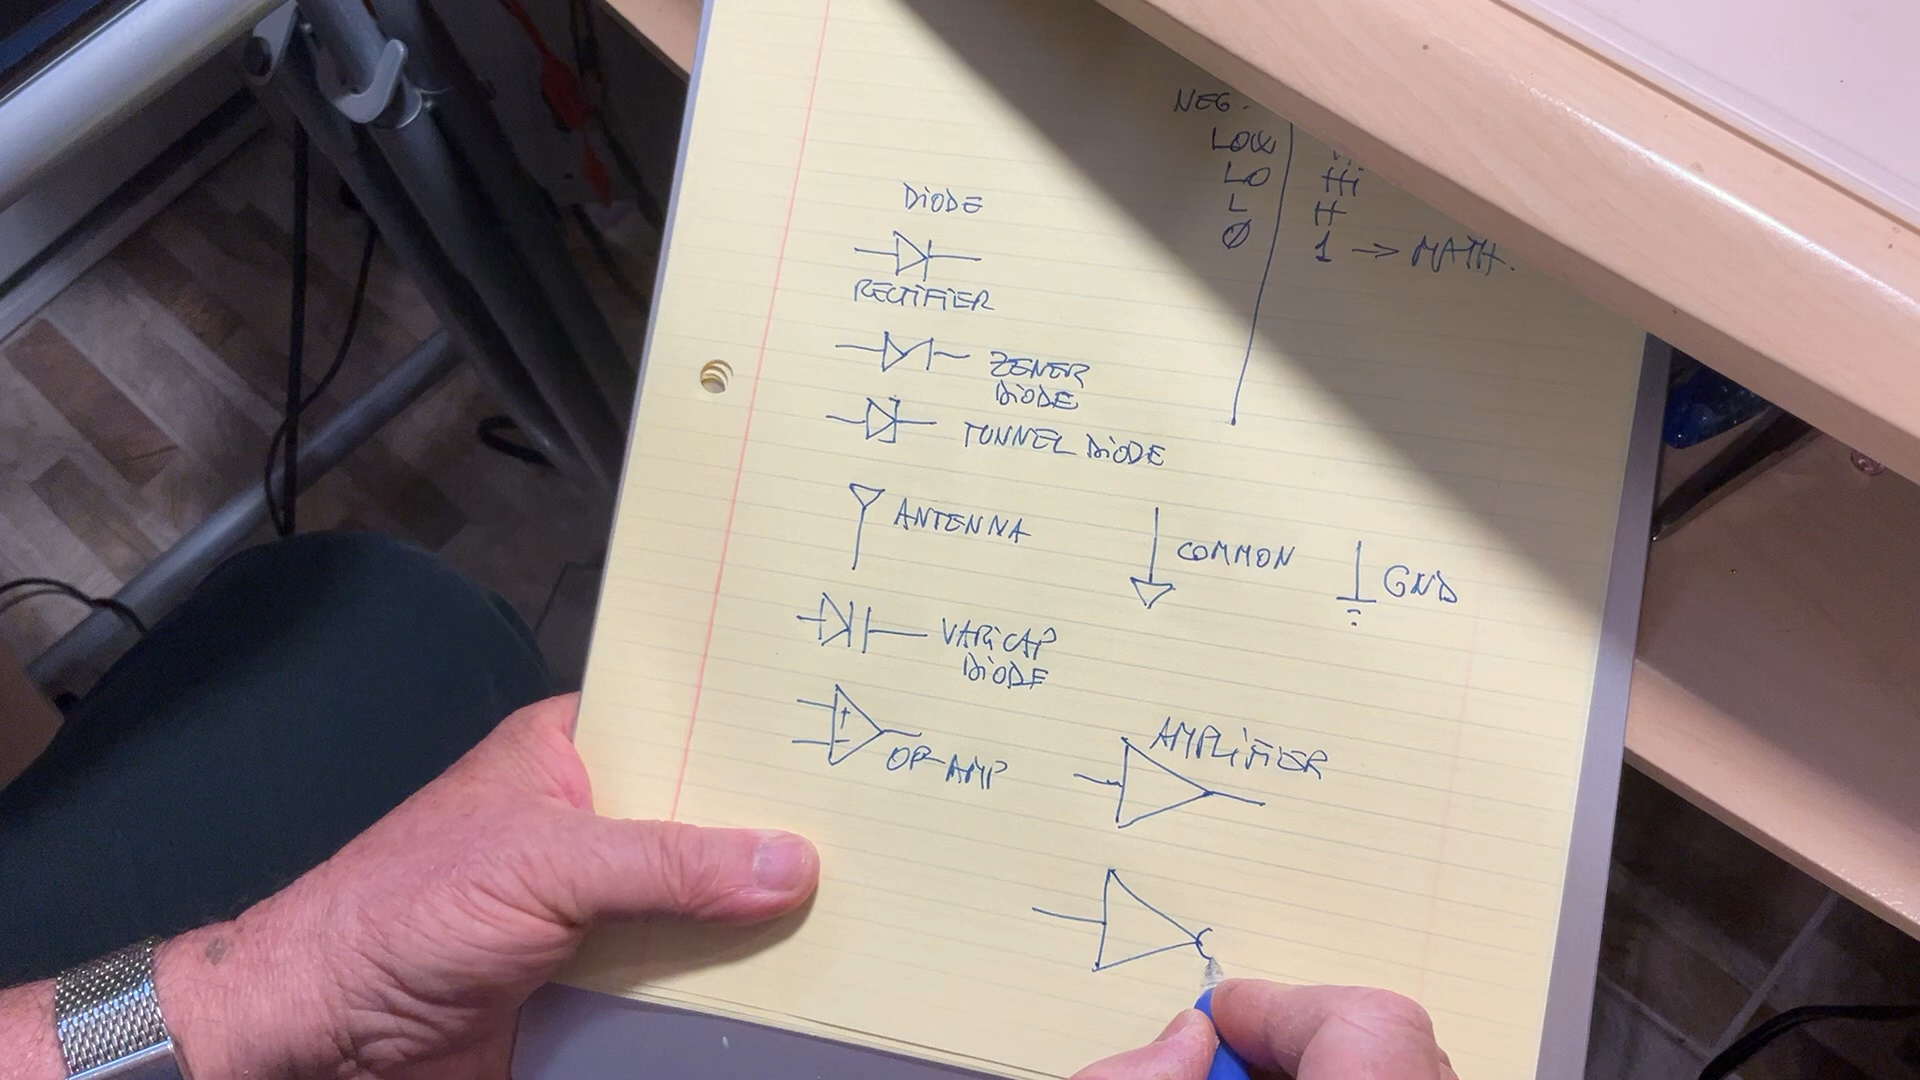 NEG.
LOW
LO Hi
L H
Ø 1 → MATH.
DiODE
RECTiFiER
ZENER
DiODE
TUNNEL DiODE
ANTENNA
COMMON
GND
VARiCAP
DiODE
+
-
OP-AMP
AMPLiFiER